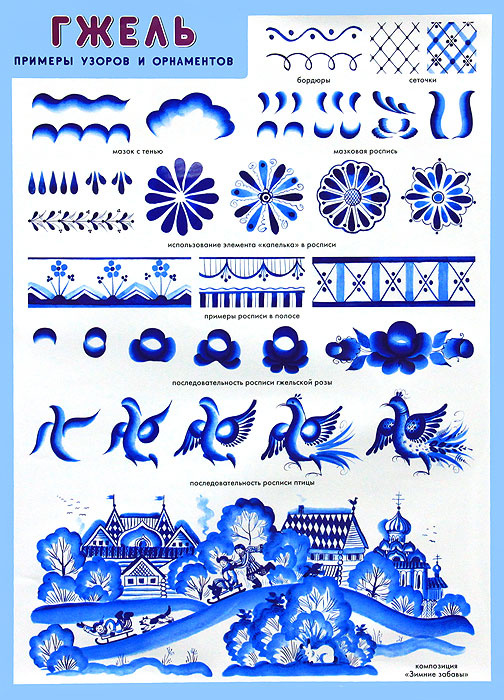 ГЖЕЛЬ
ПРИМЕРЫ УЗОРОВ И ОРНАМЕНТОВ
бордюры
сеточки
мазок с тенью
мазковая роспись
использование элемента «капелька» в росписи
примеры росписи в полосе
последовательность росписи гжельской розы
последовательность росписи птицы
композиция
«Зимние забавы»